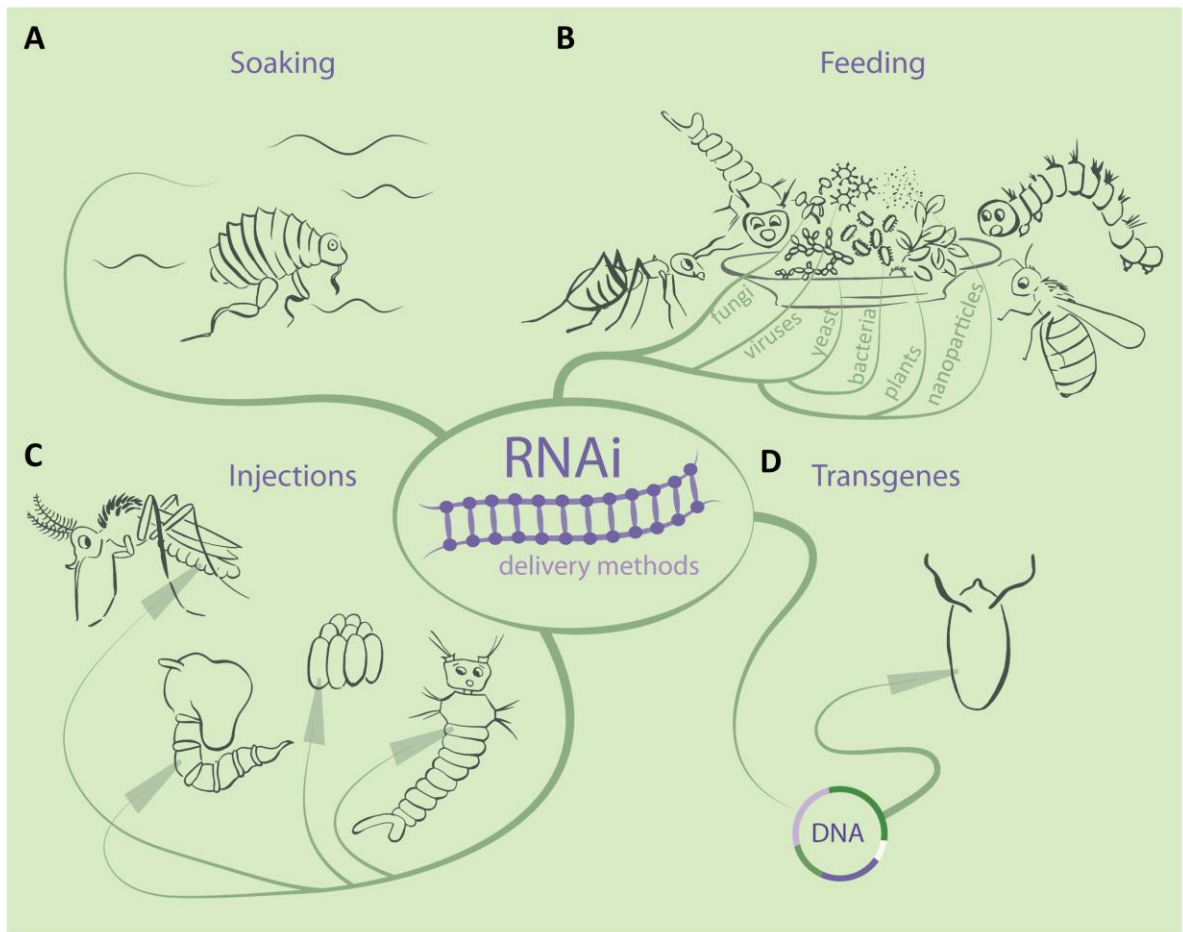 A
Soaking
B
Feeding
fungi
viruses
yeast
bacteria
plants
nanoparticles
RNAi
delivery methods
C
Injections
D
Transgenes
DNA